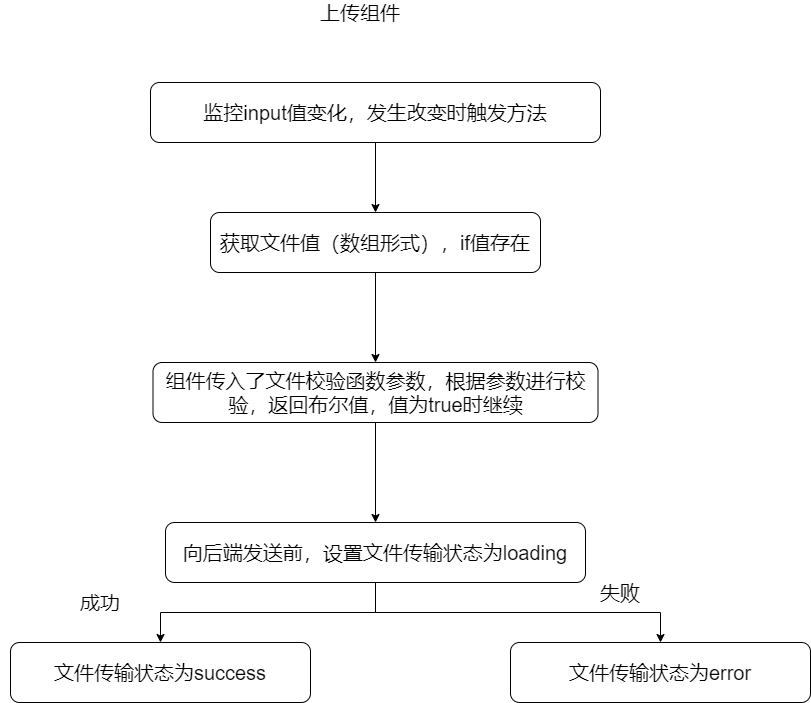 上传组件
监控input值变化，发生改变时触发方法
获取文件值（数组形式），if值存在
组件传入了文件校验函数参数，根据参数进行校
验，返回布尔值，值为true时继续
向后端发送前，设置文件传输状态为loading
成功
失败
文件传输状态为success
文件传输状态为error